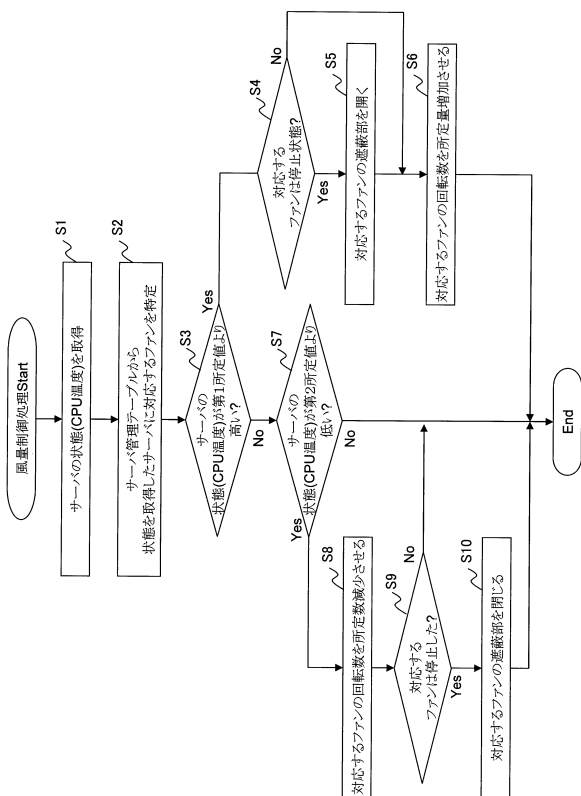 風量制御処理Start
S1
サーバの状態(CPU温度)を取得
S2
サーバ管理テーブルから
状態を取得したサーバに対応するファンを特定
S3
サーバの
状態(CPU温度)が第1所定値より
高い?
Yes
No
S4
対応する
ファンは停止状態?
No
Yes
S5
対応するファンの遮蔽部を開く
S6
対応するファンの回転数を所定量増加させる
S7
サーバの
状態(CPU温度)が第2所定値より
低い?
Yes
No
S8
対応するファンの回転数を所定数減少させる
S9
対応する
ファンは停止した?
No
Yes
S10
対応するファンの遮蔽部を閉じる
End